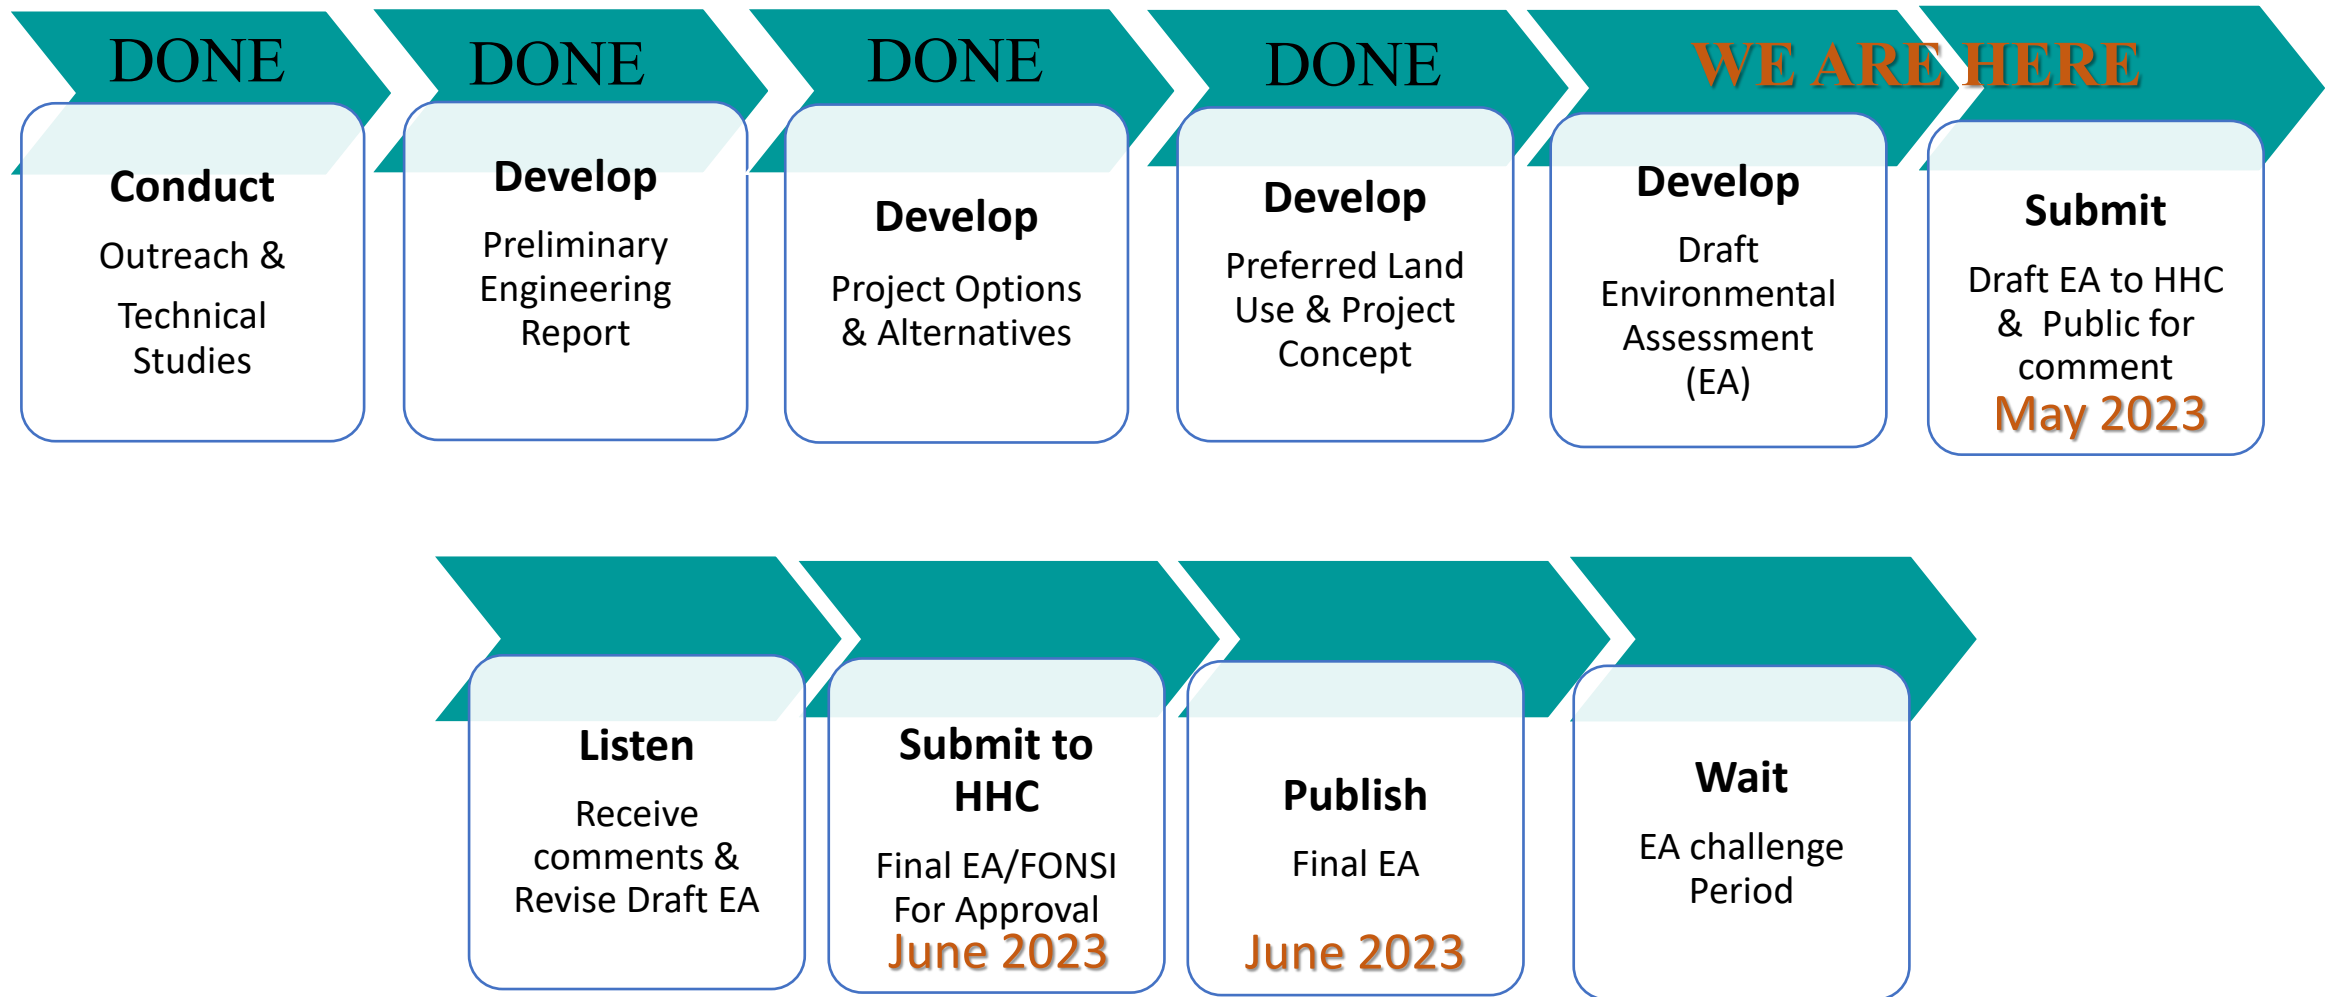 DONE
Conduct
Outreach &
Technical
Studies
DONE
Develop
Preliminary
Engineering
Report
DONE
Develop
Project Options
& Alternatives
DONE
Develop
Preferred Land
Use & Project
Concept
WE ARE HERE
Develop
Draft
Environmental
Assessment
(EA)
Submit
Draft EA to HHC
& Public for
comment
May 2023
Listen
Receive
comments &
Revise Draft EA
Submit to
HHC
Final EA/FONSI
For Approval
June 2023
Publish
Final EA
June 2023
Wait
EA challenge
Period